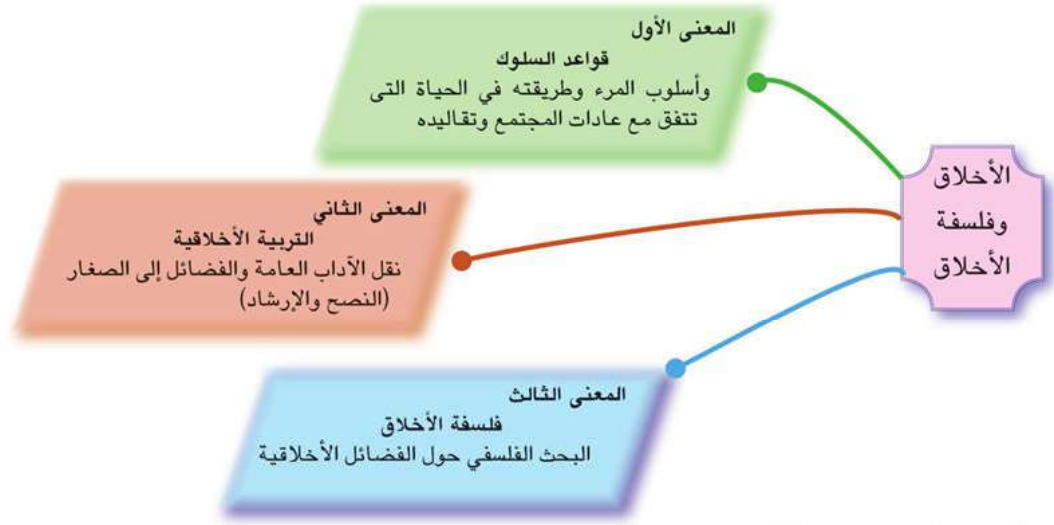 الأخلاق
وفلسفة
الأخلاق
المعنى الأول
قواعد السلوك
وأسلوب المرء وطريقته في الحياة التى
تتفق مع عادات المجتمع وتقاليده
المعنى الثاني
التربية الأخلاقية
نقل الآداب العامة والفضائل إلى الصغار
(النصح والإرشاد)
المعنى الثالث
فلسفة الأخلاق
البحث الفلسفي حول الفضائل الأخلاقية